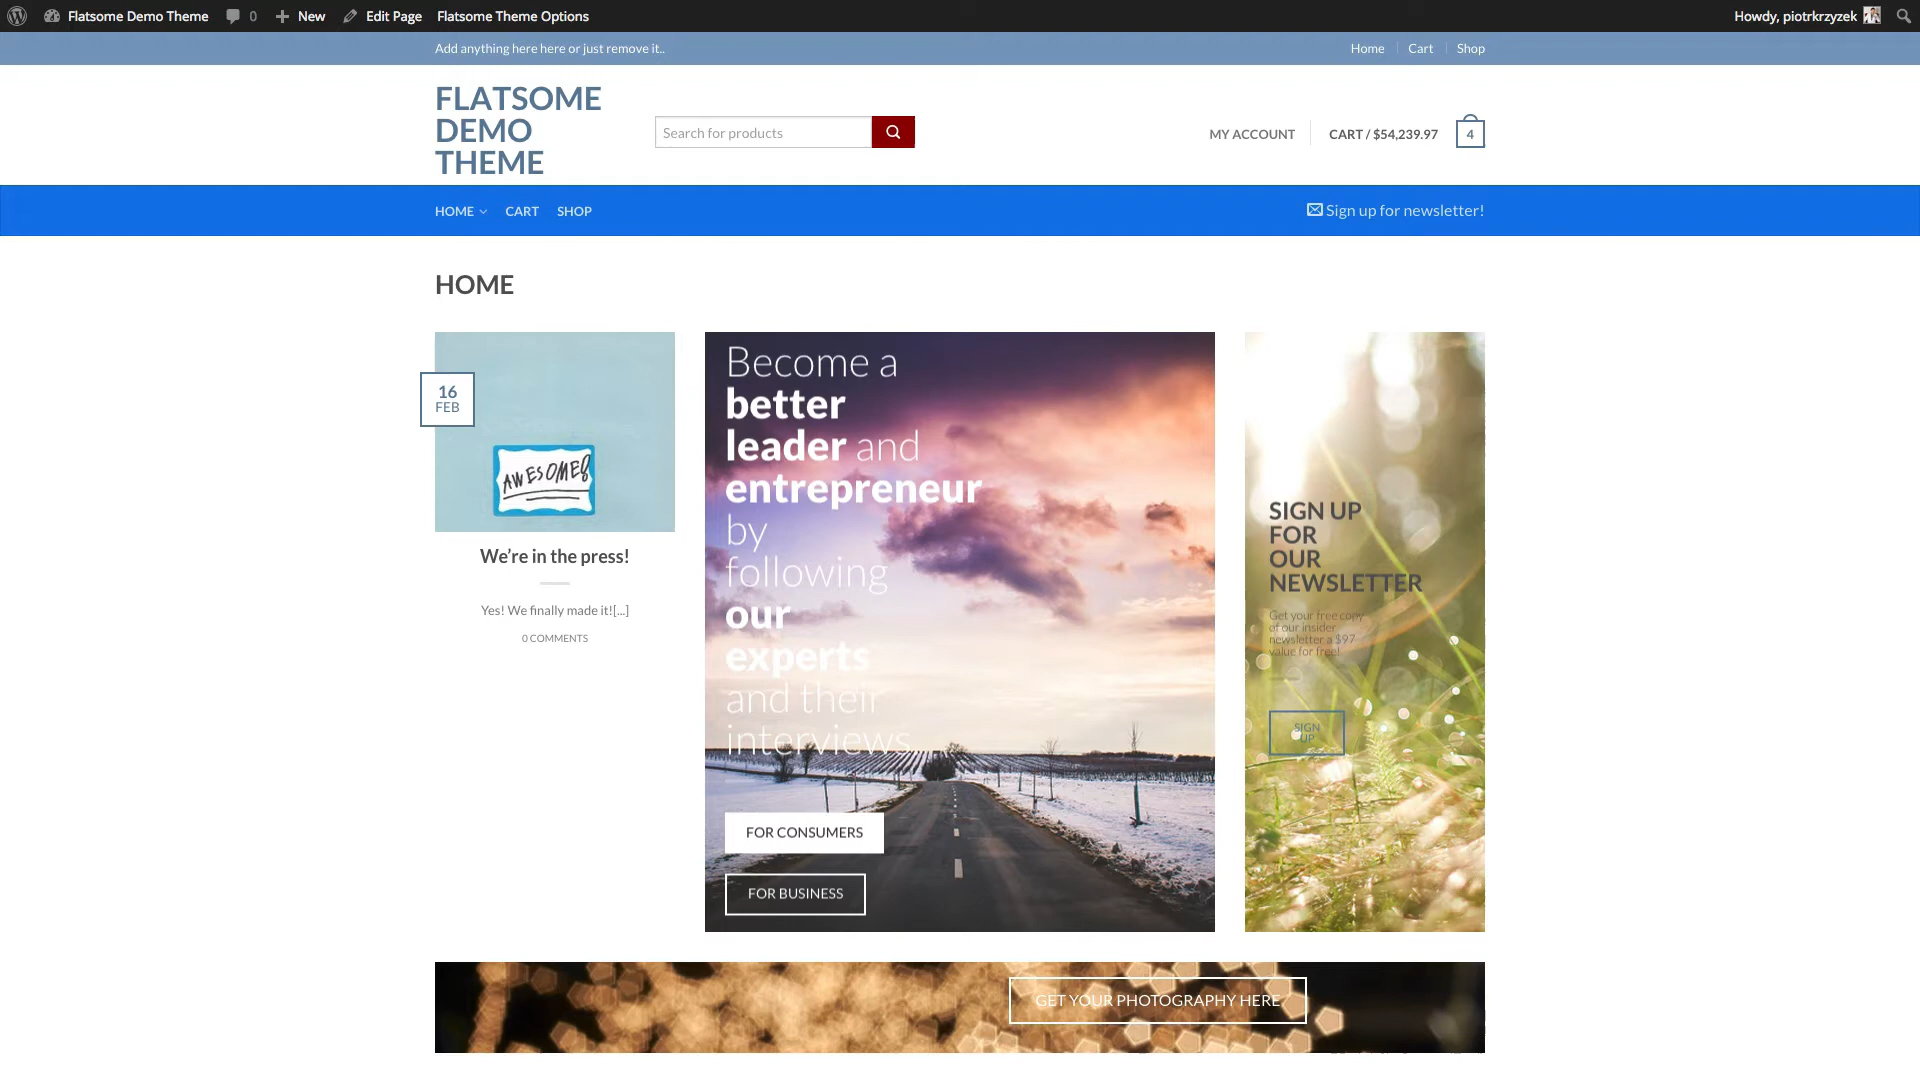 Flatsome Demo Theme 0 New Edit Page Flatsome Theme Options Howdy, piotrkrzyzek
Add anything here here or just remove it.. Home Cart Shop
FLATSOME
DEMO
THEME
Search for products
MY ACCOUNT CART / $54,239.97 4
HOME CART SHOP Sign up for newsletter!
HOME
16
FEB
AWESOME!
We're in the press!
Yes! We finally made it![...]
0 COMMENTS
Become a
better
leader and
entrepreneur
by
following
our
experts
and their
interviews...
FOR CONSUMERS
FOR BUSINESS
SIGN UP
FOR
OUR
NEWSLETTER
Get your free copy
of our insider
newsletter a $97
value for free!
SIGN
UP
GET YOUR PHOTOGRAPHY HERE